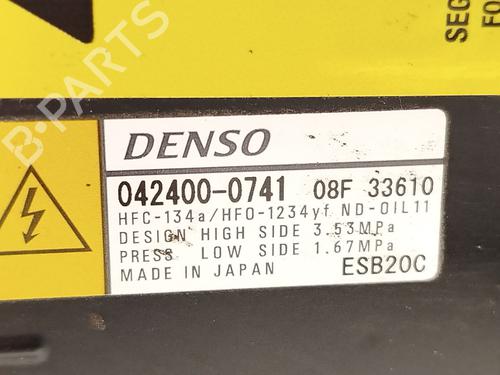 SEG
FO
B-PARTS
DENSO
042400-0741 08F 33610
HFC-134a/HFO-1234yf ND-OIL11
DESIGN HIGH SIDE 3.53MPa
PRESS LOW SIDE 1.67MPa
MADE IN JAPAN ESB20C